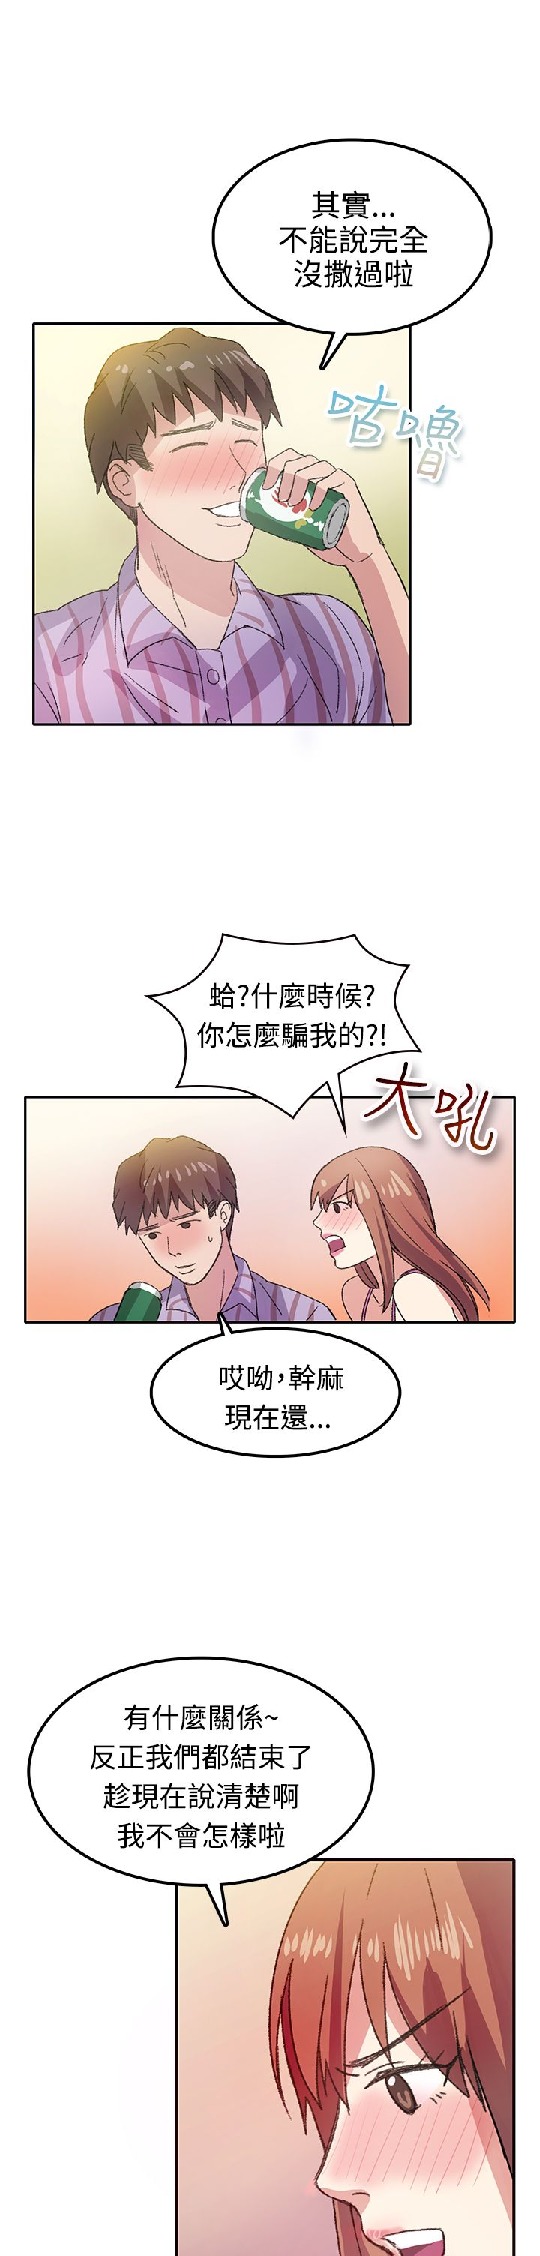 其實...
不能說完全
沒撒過啦
咕嚕
蛤?什麼時候?
你怎麼騙我的?!
大吼
哎呦,幹麻
現在還...
有什麼關係~
反正我們都結束了
趁現在說清楚啊
我不會怎樣啦